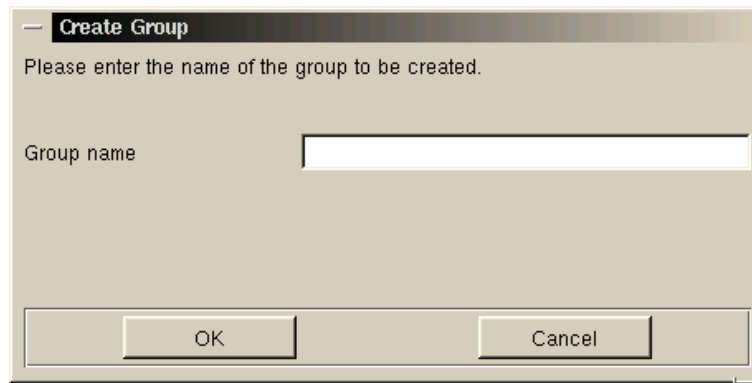 Create Group
Please enter the name of the group to be created.
Group name
OK Cancel